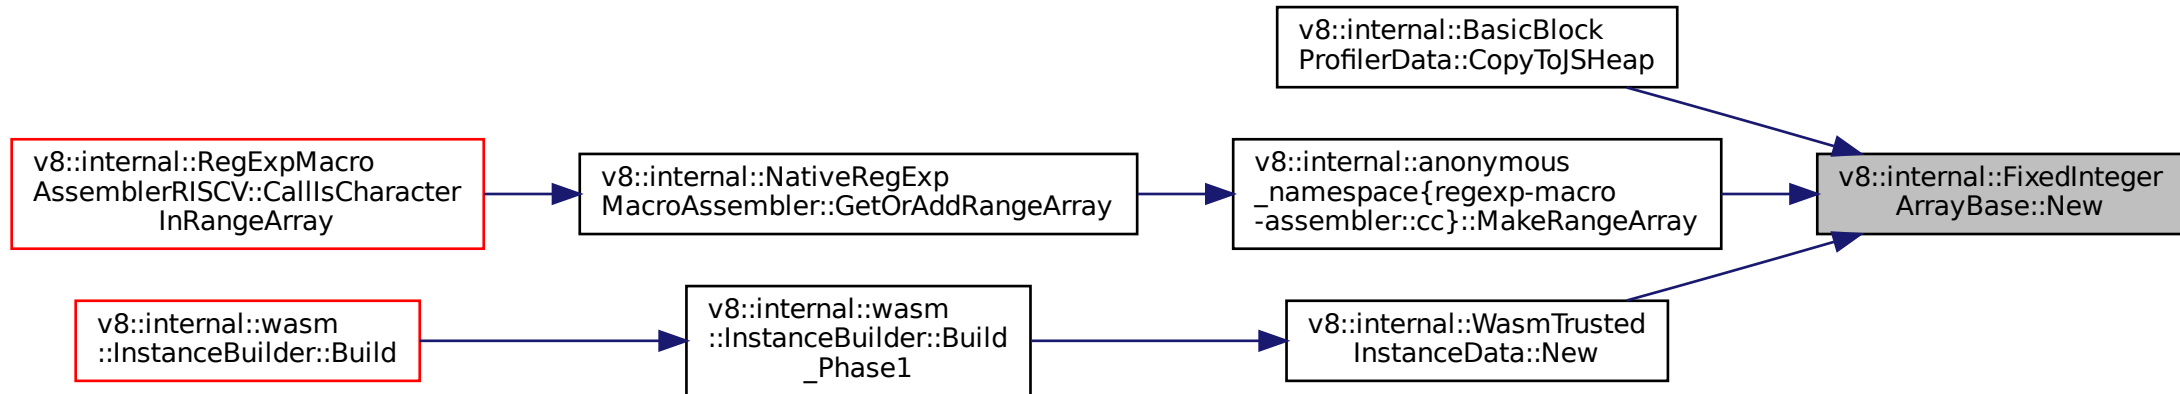 v8::internal::BasicBlock
ProfilerData::CopyToJSHeap
v8::internal::RegExpMacro
AssemblerRISCV::CallIsCharacter
InRangeArray
v8::internal::NativeRegExp
MacroAssembler::GetOrAddRangeArray
v8::internal::anonymous
_namespace{regexp-macro
-assembler::cc}::MakeRangeArray
v8::internal::FixedInteger
ArrayBase::New
v8::internal::wasm
::InstanceBuilder::Build
v8::internal::wasm
::InstanceBuilder::Build
_Phase1
v8::internal::WasmTrusted
InstanceData::New